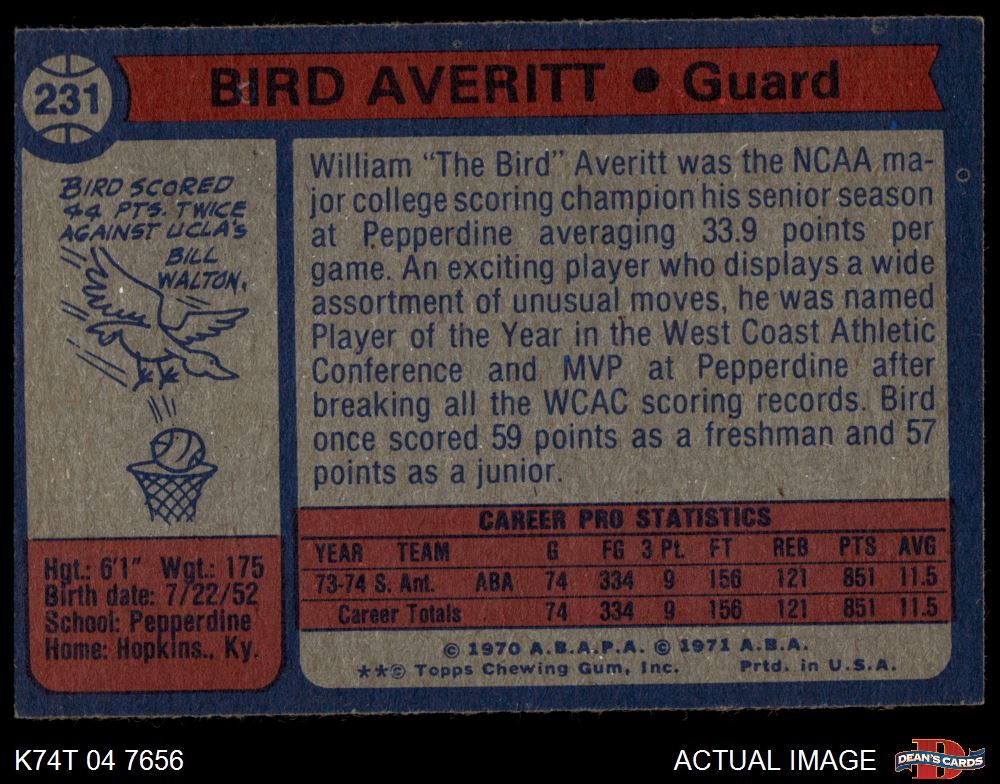 231
BIRD AVERITT • Guard
BIRD SCORED
44 PTS. TWICE
AGAINST UCLA'S
BILL
WALTON.
William “The Bird” Averitt was the NCAA ma-
jor college scoring champion his senior season
at Pepperdine averaging 33.9 points per
game. An exciting player who displays a wide
assortment of unusual moves, he was named
Player of the Year in the West Coast Athletic
Conference and MVP at Pepperdine after
breaking all the WCAC scoring records. Bird
once scored 59 points as a freshman and 57
points as a junior.
Hgt.: 6'1" Wgt.: 175
Birth date: 7/22/52
School: Pepperdine
Home: Hopkins., Ky.
CAREER PRO STATISTICS
YEAR TEAM G FG 3 Pt. FT REB PTS AVG
73-74 S. Ant. ABA 74 334 9 156 121 851 11.5
Career Totals 74 334 9 156 121 851 11.5
© 1970 A.B.A.P.A. © 1971 A.B.A.
**© Topps Chewing Gum, Inc. Prtd. in U.S.A.
K74T 04 7656
ACTUAL IMAGE
D
DEAN'S CARDS